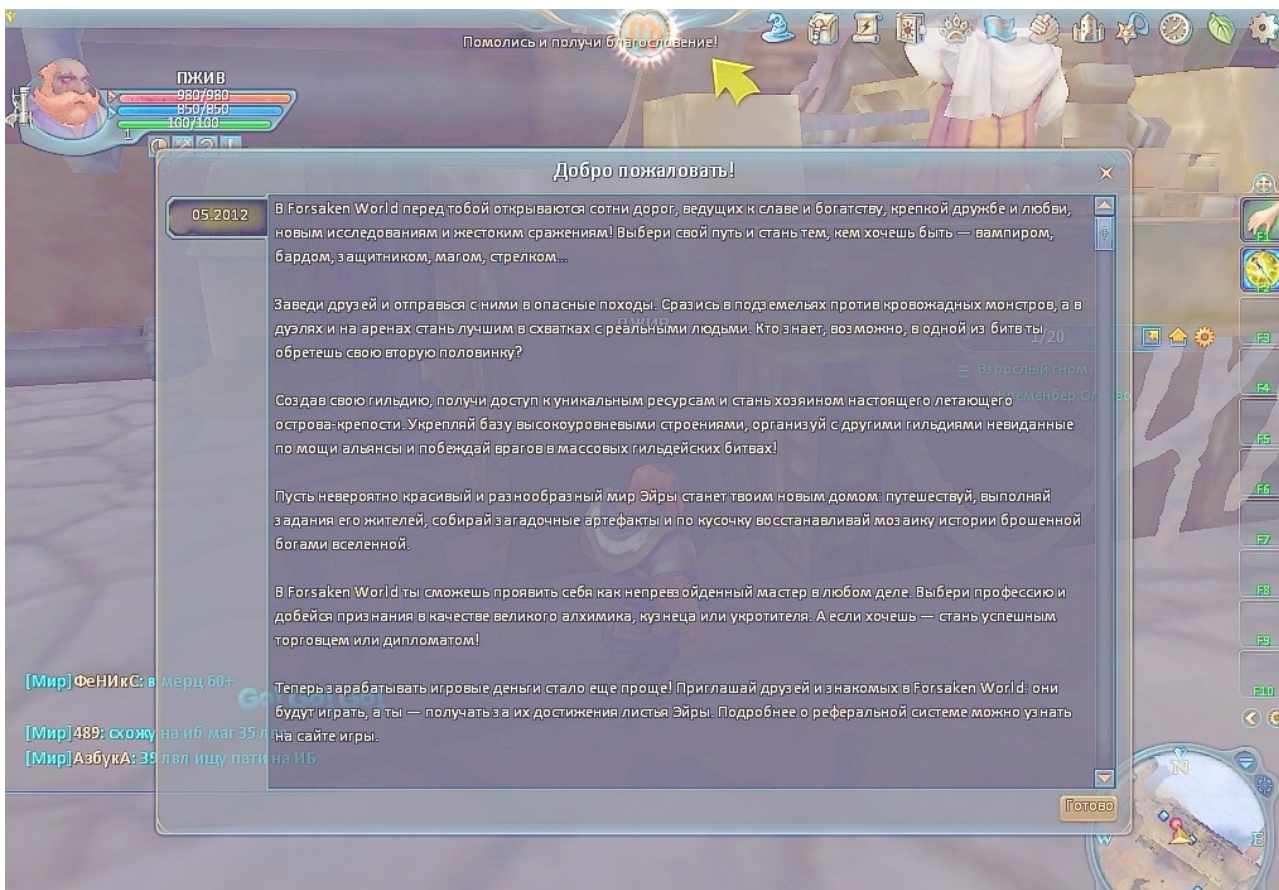 Помолись и получи благословение!
ПЖИВ
980/980
850/850
100/100
1
Добро пожаловать!
05.2012
В Forsaken World перед тобой открываются сотни дорог, ведущих к славе и богатству, крепкой дружбе и любви,
новым исследованиям и жестоким сражениям! Выбери свой путь и стань тем, кем хочешь быть — вампиром,
бардом, защитником, магом, стрелком...
Заведи друзей и отправься с ними в опасные походы. Сразись в подземельях против кровожадных монстров, а в
дуэлях и на аренах стань лучшим в схватках с реальными людьми. Кто знает, возможно, в одной из битв ты
обретешь свою вторую половинку?
Создав свою гильдию, получи доступ к уникальным ресурсам и стань хозяином настоящего летающего
острова-крепости. Укрепляй базу высокоуровневыми строениями, организуй с другими гильдиями невиданные
по мощи альянсы и побеждай врагов в массовых гильдейских битвах!
Пусть невероятно красивый и разнообразный мир Эйры станет твоим новым домом: путешествуй, выполняй
задания его жителей, собирай загадочные артефакты и по кусочку восстанавливай мозаику истории брошенной
богами вселенной.
В Forsaken World ты сможешь проявить себя как непревзойденный мастер в любом деле. Выбери профессию и
добейся признания в качестве великого алхимика, кузнеца или укротителя. А если хочешь — стань успешным
торговцем или дипломатом!
Теперь зарабатывать игровые деньги стало еще проще! Приглашай друзей и знакомых в Forsaken World: они
будут играть, а ты — получать за их достижения листья Эйры. Подробнее о реферальной системе можно узнать
на сайте игры.
Готово
ПЖИВ
1/20
Взрослый гном
[Мир]ФеНИкС: в мерц 60+
Go! Go! Go!
[Мир]489: схожу на иб маг 35 лвл
[Мир]АзбукА: 39 лвл ищу пати на ИБ
F1
F2
F3
F4
F5
F6
F7
F8
F9
F10
N
W
E